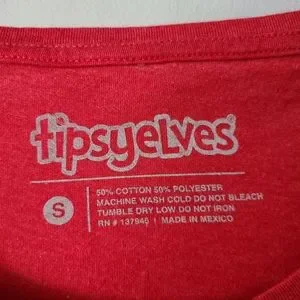 tipsyelves®
S
50% COTTON 50% POLYESTER
MACHINE WASH COLD DO NOT BLEACH
TUMBLE DRY LOW DO NOT IRON
RN # 137946 | MADE IN MEXICO